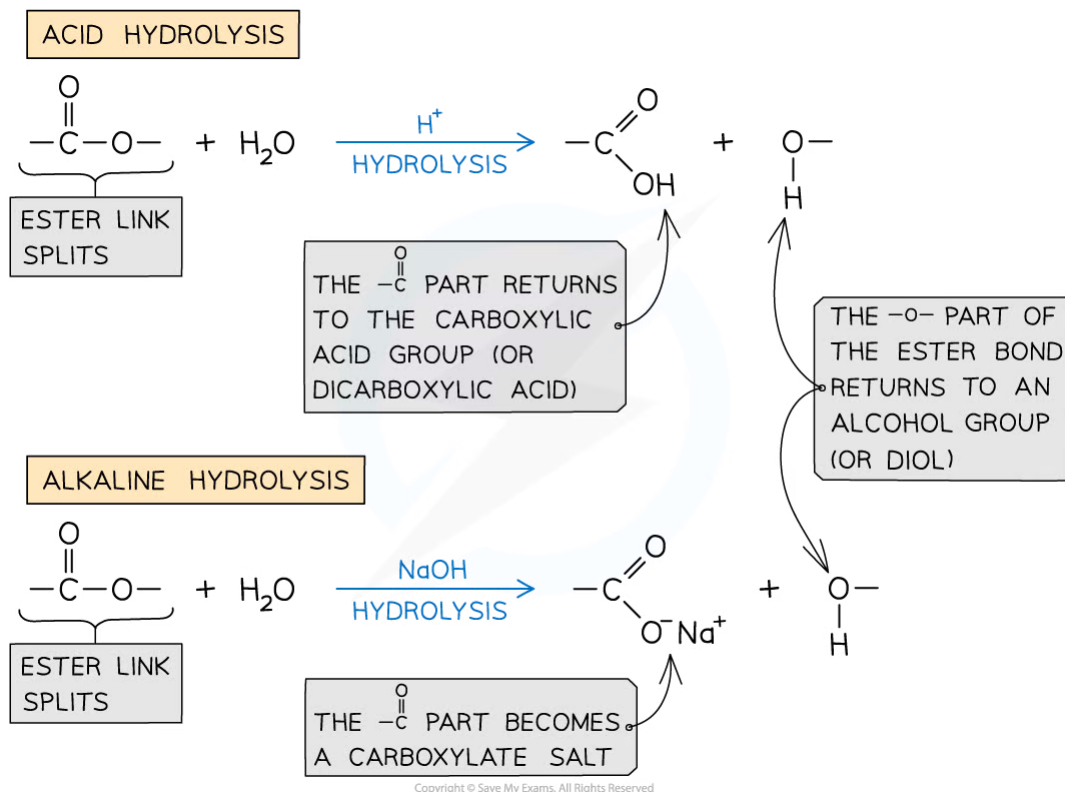 ACID HYDROLYSIS
O
–C–O– + H₂O
H⁺
HYDROLYSIS
–C
O
OH
+
O–
H
ESTER LINK
SPLITS
THE –C PART RETURNS
O
TO THE CARBOXYLIC
ACID GROUP (OR
DICARBOXYLIC ACID)
THE –O– PART OF
THE ESTER BOND
RETURNS TO AN
ALCOHOL GROUP
(OR DIOL)
ALKALINE HYDROLYSIS
O
–C–O– + H₂O
NaOH
HYDROLYSIS
–C
O
O⁻Na⁺
+
O–
H
ESTER LINK
SPLITS
THE –C PART BECOMES
O
A CARBOXYLATE SALT
Copyright © Save My Exams. All Rights Reserved